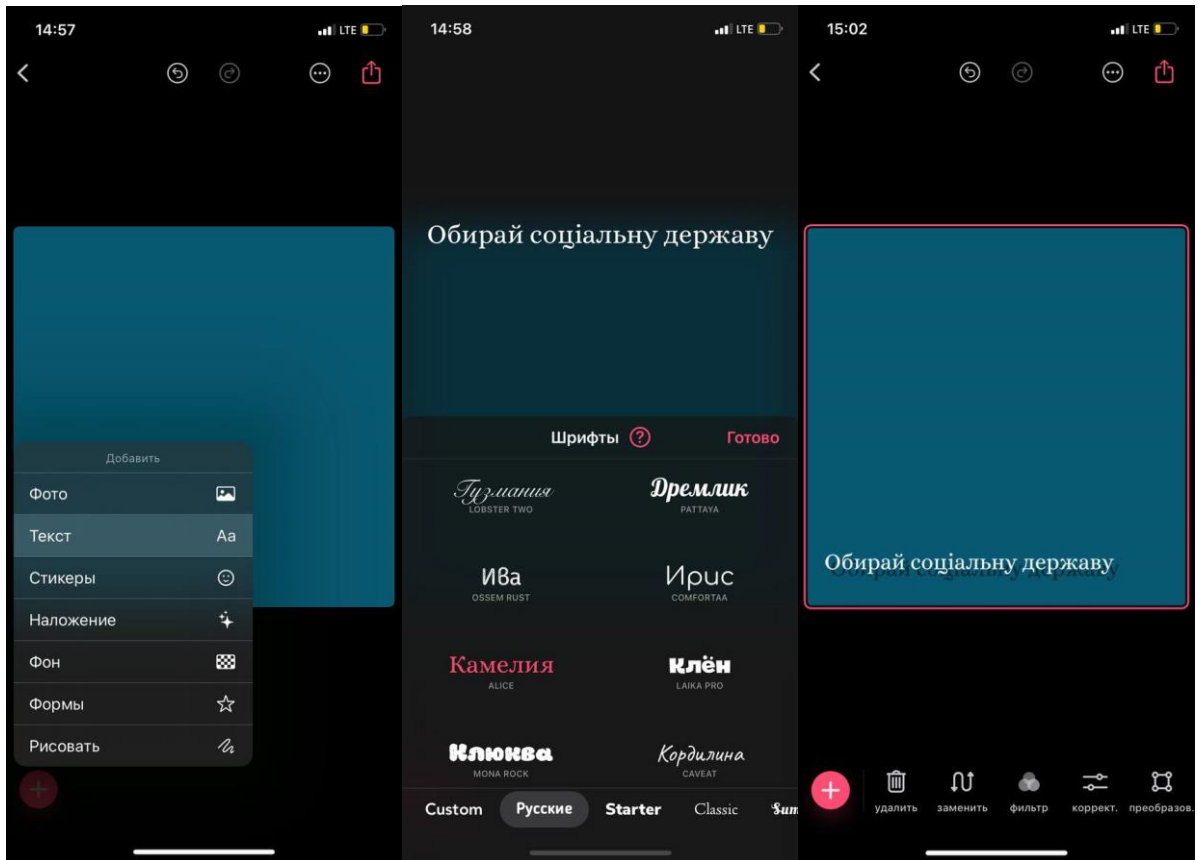 14:57
LTE
Добавить
Фото
Текст
Aa
Стикеры
Наложение
Фон
Формы
Рисовать
14:58
LTE
Обирай соціальну державу
Шрифты ?
Готово
Гузмания
LOBSTER TWO
Дремлик
PATTAYA
Ива
OSSEM RUST
Ирис
COMFORTAA
Камелия
ALICE
Клён
LAIKA PRO
Клюква
MONA ROCK
Кордилина
CAVEAT
Custom Русские Starter Classic Sum
15:02
LTE
Обирай соціальну державу
удалить заменить фильтр коррект. преобразов.